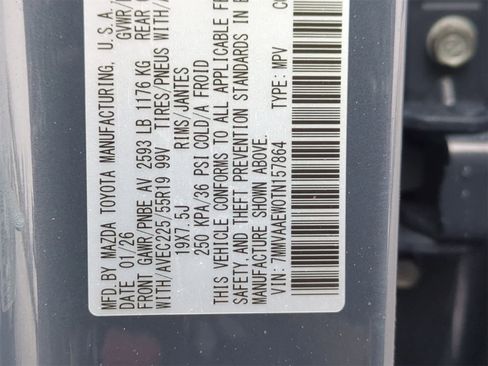 MFD.BY MAZDA TOYOTA MANUFACTURING, U.S.A.
DATE 01/26 GVWR/
FRONT GAWR/PNBE AV 2593 LB 1176 KG REAR
WITH/AVEC225/55R19 99V TIRES/PNEUS WITH/
19X7.5J RIMS/JANTES
250 KPA/36 PSI COLD/A FROID
THIS VEHICLE CONFORMS TO ALL APPLICABLE
SAFETY, AND THEFT PREVENTION STANDARDS IN
MANUFACTURE SHOWN ABOVE.
VIN: 7MMVAAEN0TN157864 TYPE: MPV